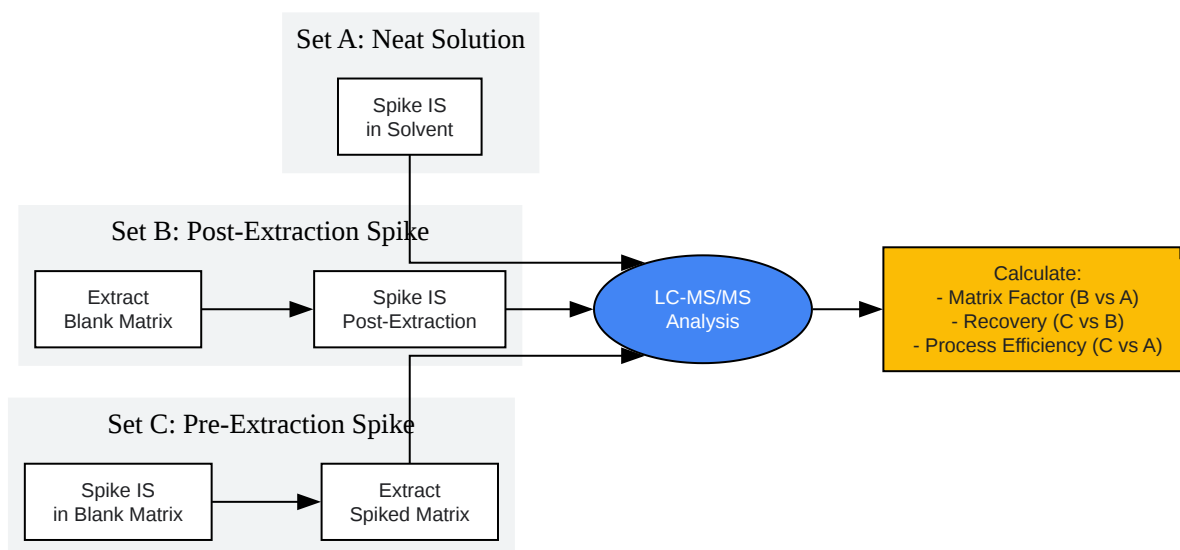 Set A: Neat Solution
Spike IS
in Solvent
Set B: Post-Extraction Spike
Extract
Blank Matrix
Spike IS
Post-Extraction
LC-MS/MS
Analysis
Calculate:
- Matrix Factor (B vs A)
- Recovery (C vs B)
- Process Efficiency (C vs A)
Set C: Pre-Extraction Spike
Spike IS
in Blank Matrix
Extract
Spiked Matrix